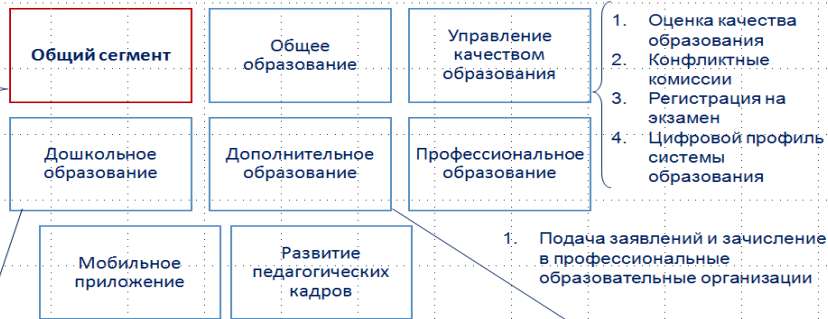 Общий сегмент
Общее
образование
Управление
качеством
образования
1. Оценка качества
образования
2. Конфликтные
комиссии
3. Регистрация на
экзамен
4. Цифровой профиль
системы
образования
Дошкольное
образование
Дополнительное
образование
Профессиональное
образование
Мобильное
приложение
Развитие
педагогических
кадров
1. Подача заявлений и зачисление
в профессиональные
образовательные организации